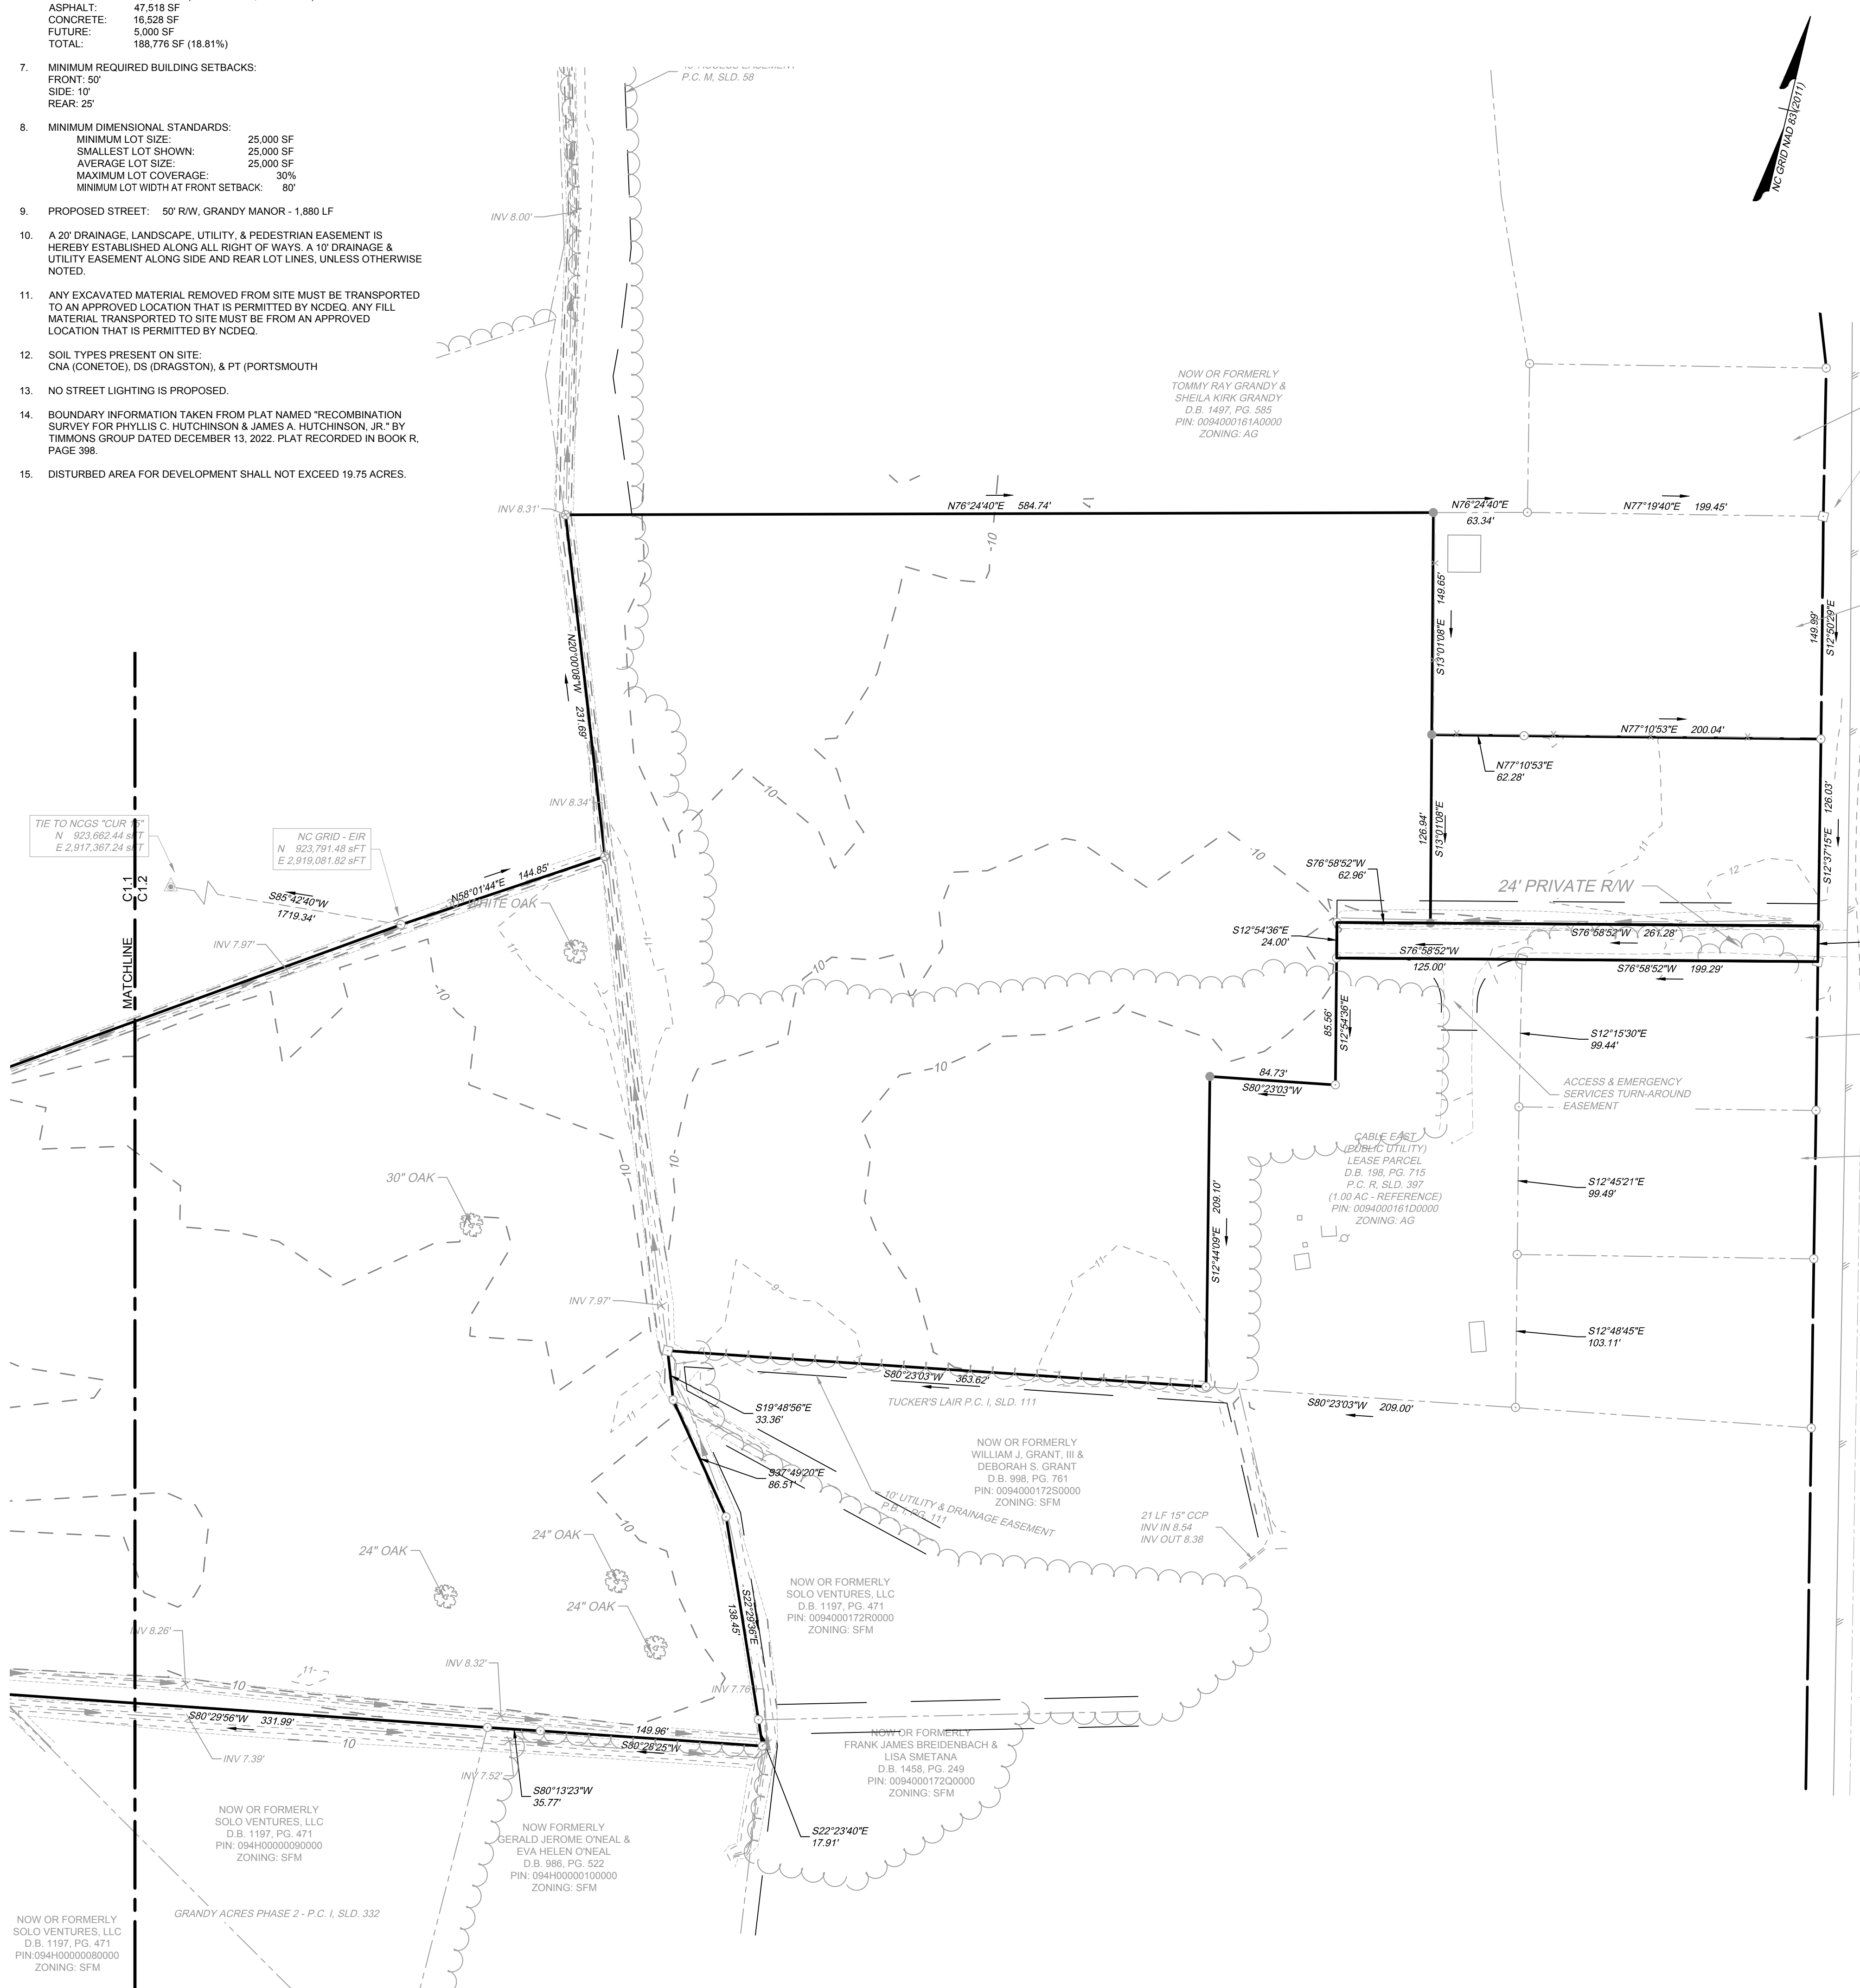 ASPHALT: 47,518 SF
CONCRETE: 16,528 SF
FUTURE: 5,000 SF
TOTAL: 188,776 SF (18.81%)
7. MINIMUM REQUIRED BUILDING SETBACKS:
FRONT: 50'
SIDE: 10'
REAR: 25'
8. MINIMUM DIMENSIONAL STANDARDS:
MINIMUM LOT SIZE: 25,000 SF
SMALLEST LOT SHOWN: 25,000 SF
AVERAGE LOT SIZE: 25,000 SF
MAXIMUM LOT COVERAGE: 30%
MINIMUM LOT WIDTH AT FRONT SETBACK: 80'
9. PROPOSED STREET: 50' R/W, GRANDY MANOR - 1,880 LF
10. A 20' DRAINAGE, LANDSCAPE, UTILITY, & PEDESTRIAN EASEMENT IS
HEREBY ESTABLISHED ALONG ALL RIGHT OF WAYS. A 10' DRAINAGE &
UTILITY EASEMENT ALONG SIDE AND REAR LOT LINES, UNLESS OTHERWISE
NOTED.
11. ANY EXCAVATED MATERIAL REMOVED FROM SITE MUST BE TRANSPORTED
TO AN APPROVED LOCATION THAT IS PERMITTED BY NCDEQ. ANY FILL
MATERIAL TRANSPORTED TO SITE MUST BE FROM AN APPROVED
LOCATION THAT IS PERMITTED BY NCDEQ.
12. SOIL TYPES PRESENT ON SITE:
CNA (CONETOE), DS (DRAGSTON), & PT (PORTSMOUTH
13. NO STREET LIGHTING IS PROPOSED.
14. BOUNDARY INFORMATION TAKEN FROM PLAT NAMED "RECOMBINATION
SURVEY FOR PHYLLIS C. HUTCHINSON & JAMES A. HUTCHINSON, JR." BY
TIMMONS GROUP DATED DECEMBER 13, 2022. PLAT RECORDED IN BOOK R,
PAGE 398.
15. DISTURBED AREA FOR DEVELOPMENT SHALL NOT EXCEED 19.75 ACRES.
P.C. M, SLD. 58
NC GRID NAD 83 (2011)
INV 8.00'
NOW OR FORMERLY
TOMMY RAY GRANDY &
SHEILA KIRK GRANDY
D.B. 1497, PG. 585
PIN: 0094000161A0000
ZONING: AG
INV 8.31'
N76°24'40"E 584.74'
N76°24'40"E
63.34'
N77°19'40"E 199.45'
10
S13°01'08"E 149.65'
149.99'
S12°50'29"E
N20°00'08"W 231.69'
N77°10'53"E 200.04'
N77°10'53"E
62.28'
10
INV 8.34'
126.94'
S13°01'08"E
S12°37'15"E 126.03'
TIE TO NCGS "CUR
N 923,662.44 sFT
E 2,917,367.24 sFT
NC GRID - EIR
N 923,791.48 sFT
E 2,919,081.82 sFT
10
11
12
S76°58'52"W
62.96'
24' PRIVATE R/W
C1.1
C1.2
MATCHLINE
S85°42'40"W
1719.34'
N58°01'44"E 144.85'
WHITE OAK
INV 7.97'
11
S12°54'36"E
24.00'
S76°58'52"W 261.28'
S76°58'52"W
125.00'
S76°58'52"W 199.29'
10
10
85.56'
S12°54'36"E
S12°15'30"E
99.44'
10
84.73'
S80°23'03"W
ACCESS & EMERGENCY
SERVICES TURN-AROUND
EASEMENT
CABLE EAST
(PUBLIC UTILITY)
LEASE PARCEL
D.B. 198, PG. 715
P.C. R, SLD. 397
(1.00 AC - REFERENCE)
PIN: 0094000161D0000
ZONING: AG
30" OAK
10
10
S12°44'09"E 209.10'
S12°45'21"E
99.49'
11
9
INV 7.97'
S12°48'45"E
103.11'
S80°23'03"W 363.62'
TUCKER'S LAIR P.C. I, SLD. 111
S80°23'03"W 209.00'
S19°48'56"E
33.36'
11
NOW OR FORMERLY
WILLIAM J, GRANT, III &
DEBORAH S. GRANT
D.B. 998, PG. 761
PIN: 0094000172S0000
ZONING: SFM
S37°49'20"E
86.51'
10' UTILITY & DRAINAGE EASEMENT
P.B. I, PG. 111
21 LF 15" CCP
INV IN 8.54
INV OUT 8.38
10
24" OAK
24" OAK
24" OAK
NOW OR FORMERLY
SOLO VENTURES, LLC
D.B. 1197, PG. 471
PIN: 0094000172R0000
ZONING: SFM
S22°29'36"E
138.45'
INV 8.26'
INV 8.32'
11
10
INV 7.76'
S80°29'56"W 331.99'
149.96'
S80°28'25"W
INV 7.39'
10
INV 7.52'
NOW OR FORMERLY
FRANK JAMES BREIDENBACH &
LISA SMETANA
D.B. 1458, PG. 249
PIN: 0094000172Q0000
ZONING: SFM
S80°13'23"W
35.77'
NOW OR FORMERLY
SOLO VENTURES, LLC
D.B. 1197, PG. 471
PIN: 094H00000090000
ZONING: SFM
NOW FORMERLY
GERALD JEROME O'NEAL &
EVA HELEN O'NEAL
D.B. 986, PG. 522
PIN: 094H00000100000
ZONING: SFM
S22°23'40"E
17.91'
GRANDY ACRES PHASE 2 - P.C. I, SLD. 332
NOW OR FORMERLY
SOLO VENTURES, LLC
D.B. 1197, PG. 471
PIN:094H00000080000
ZONING: SFM